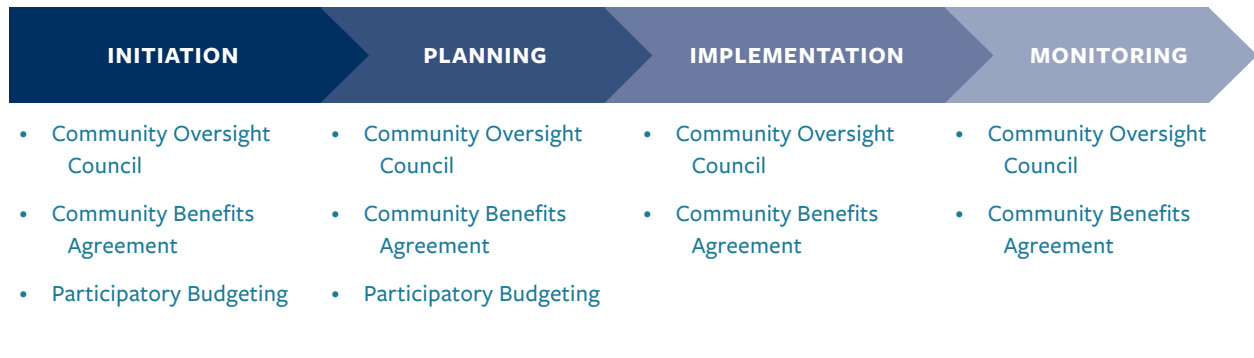 INITIATION
PLANNING
IMPLEMENTATION
MONITORING
• Community Oversight
Council
• Community Benefits
Agreement
• Participatory Budgeting
• Community Oversight
Council
• Community Benefits
Agreement
• Participatory Budgeting
• Community Oversight
Council
• Community Benefits
Agreement
• Community Oversight
Council
• Community Benefits
Agreement